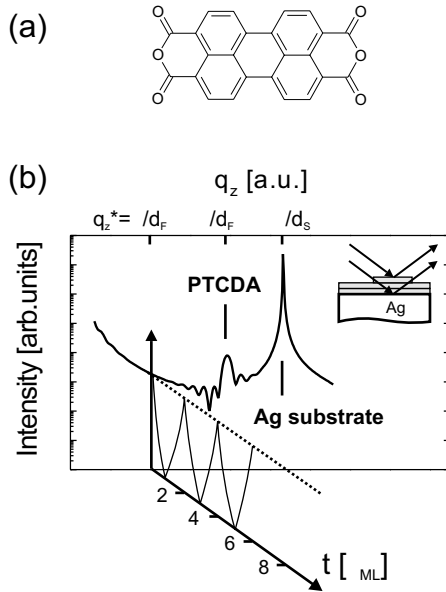 (a)
O O
O O
O O
(b)
q_z [a.u.]
q_z*= /d_F /d_F /d_S
Intensity [arb.units]
PTCDA
Ag
Ag substrate
2
4
6
8
t [ ML]